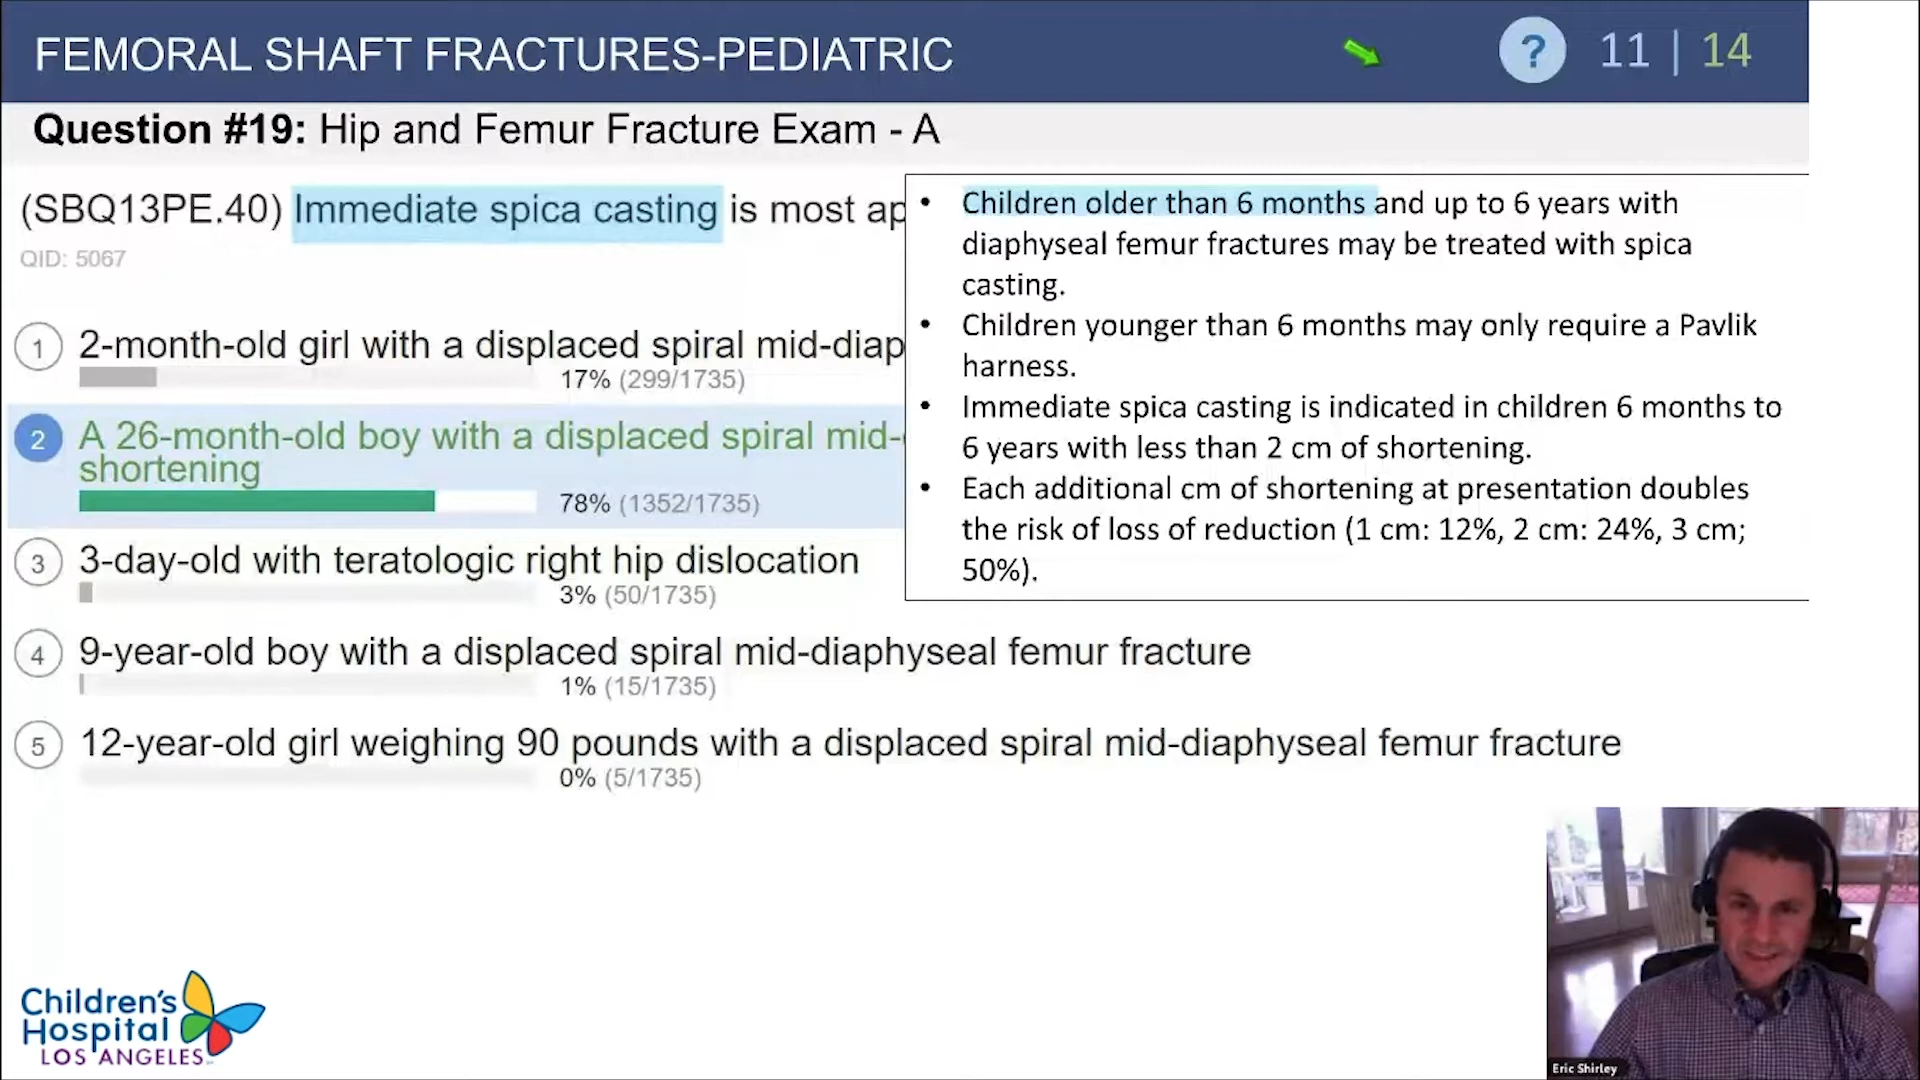 FEMORAL SHAFT FRACTURES-PEDIATRIC
? 11 | 14
Question #19: Hip and Femur Fracture Exam - A
(SBQ13PE.40) Immediate spica casting is most ap
QID: 5067
1 2-month-old girl with a displaced spiral mid-diap
17% (299/1735)
2 A 26-month-old boy with a displaced spiral mid-
shortening
78% (1352/1735)
3 3-day-old with teratologic right hip dislocation
3% (50/1735)
4 9-year-old boy with a displaced spiral mid-diaphyseal femur fracture
1% (15/1735)
5 12-year-old girl weighing 90 pounds with a displaced spiral mid-diaphyseal femur fracture
0% (5/1735)
• Children older than 6 months and up to 6 years with
diaphyseal femur fractures may be treated with spica
casting.
• Children younger than 6 months may only require a Pavlik
harness.
• Immediate spica casting is indicated in children 6 months to
6 years with less than 2 cm of shortening.
• Each additional cm of shortening at presentation doubles
the risk of loss of reduction (1 cm: 12%, 2 cm: 24%, 3 cm;
50%).
Children's
Hospital
LOS ANGELES
Eric Shirley